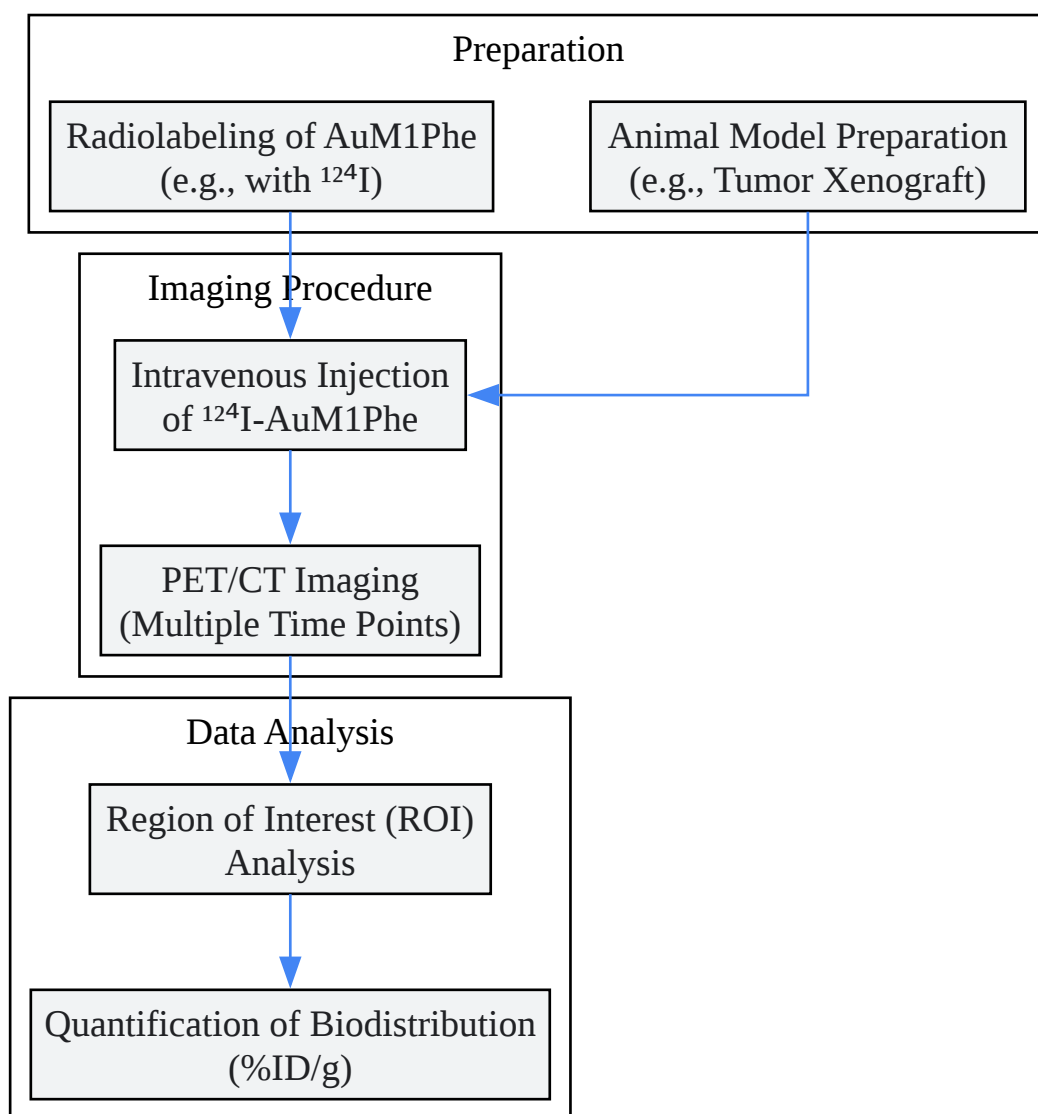 Preparation
Radiolabeling of AuM1Phe
(e.g., with ¹²⁴I)
Animal Model Preparation
(e.g., Tumor Xenograft)
Imaging Procedure
Intravenous Injection
of ¹²⁴I-AuM1Phe
PET/CT Imaging
(Multiple Time Points)
Data Analysis
Region of Interest (ROI)
Analysis
Quantification of Biodistribution
(%ID/g)